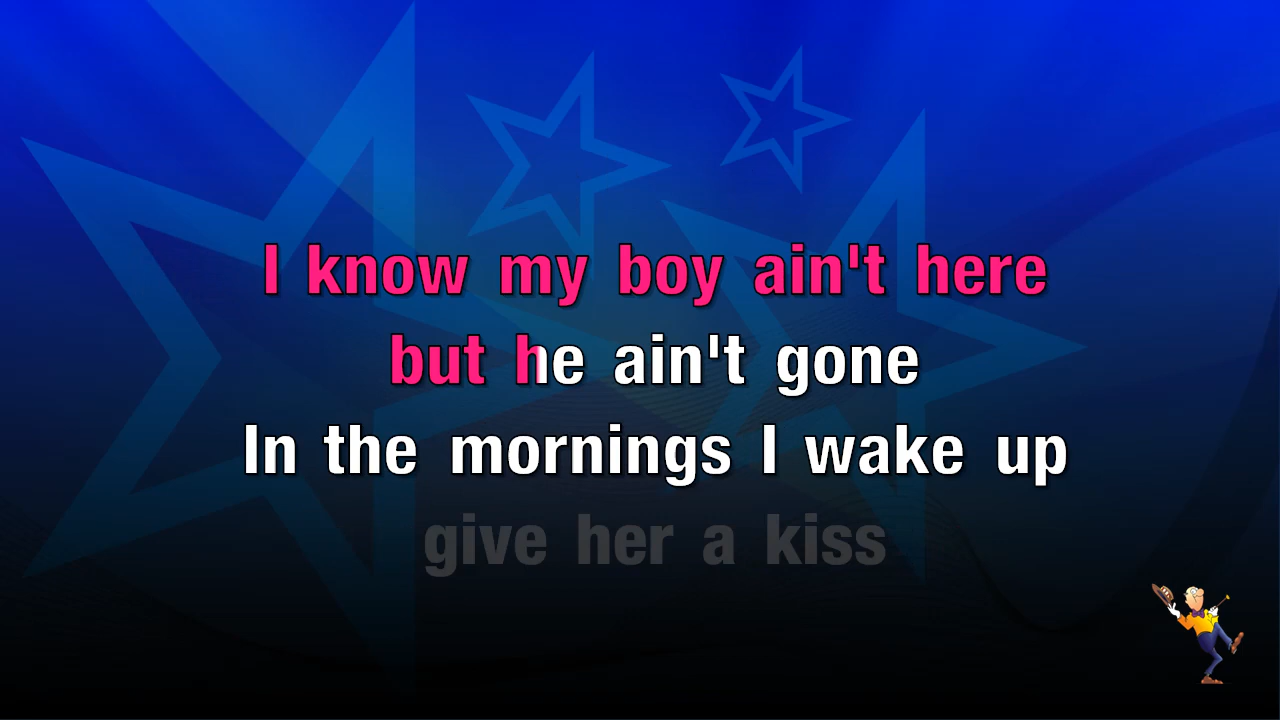 I know my boy ain't here
but he ain't gone
In the mornings I wake up
give her a kiss